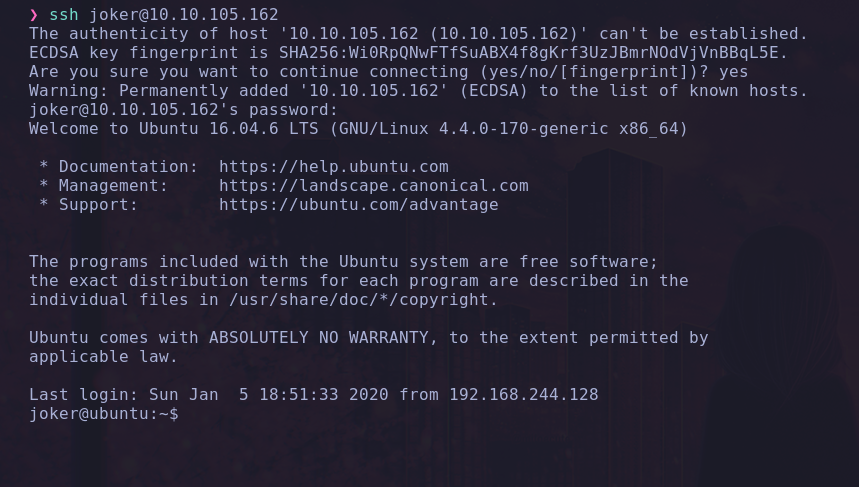 ❯ ssh joker@10.10.105.162
The authenticity of host '10.10.105.162 (10.10.105.162)' can't be established.
ECDSA key fingerprint is SHA256:Wi0RpQNwFTfSuABX4f8gKrf3UzJBmrNOdVjVnBBqL5E.
Are you sure you want to continue connecting (yes/no/[fingerprint])? yes
Warning: Permanently added '10.10.105.162' (ECDSA) to the list of known hosts.
joker@10.10.105.162's password:
Welcome to Ubuntu 16.04.6 LTS (GNU/Linux 4.4.0-170-generic x86_64)
 * Documentation:  https://help.ubuntu.com
 * Management:     https://landscape.canonical.com
 * Support:        https://ubuntu.com/advantage
The programs included with the Ubuntu system are free software;
the exact distribution terms for each program are described in the
individual files in /usr/share/doc/*/copyright.
Ubuntu comes with ABSOLUTELY NO WARRANTY, to the extent permitted by
applicable law.
Last login: Sun Jan  5 18:51:33 2020 from 192.168.244.128
joker@ubuntu:~$